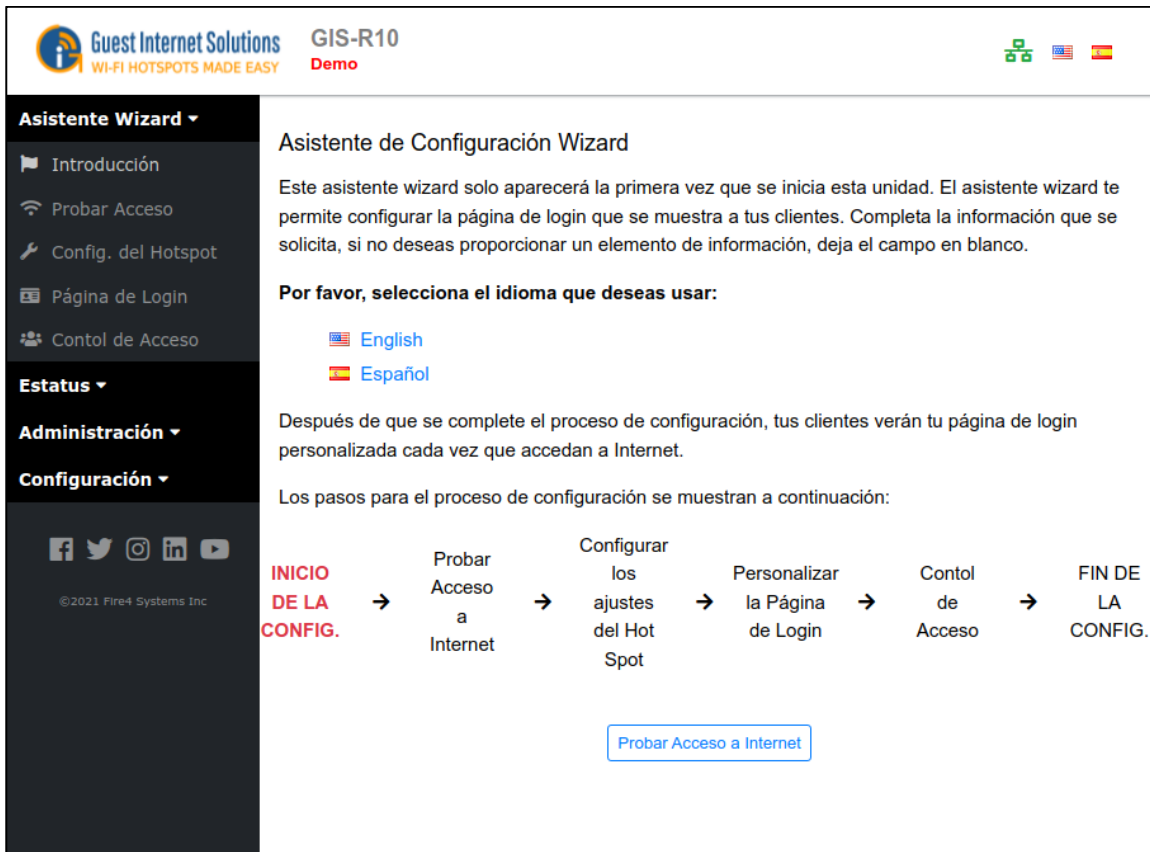 Guest Internet Solutions
WI-FI HOTSPOTS MADE EASY
GIS-R10
Demo
Asistente Wizard
Introducción
Probar Acceso
Config. del Hotspot
Página de Login
Contol de Acceso
Estatus
Administración
Configuración
©2021 Fire4 Systems Inc
Asistente de Configuración Wizard
Este asistente wizard solo aparecerá la primera vez que se inicia esta unidad. El asistente wizard te
permite configurar la página de login que se muestra a tus clientes. Completa la información que se
solicita, si no deseas proporcionar un elemento de información, deja el campo en blanco.
Por favor, selecciona el idioma que deseas usar:
English
Español
Después de que se complete el proceso de configuración, tus clientes verán tu página de login
personalizada cada vez que accedan a Internet.
Los pasos para el proceso de configuración se muestran a continuación:
INICIO
DE LA
CONFIG.
Probar
Acceso
a
Internet
Configurar
los
ajustes
del Hot
Spot
Personalizar
la Página
de Login
Contol
de
Acceso
FIN DE
LA
CONFIG.
Probar Acceso a Internet